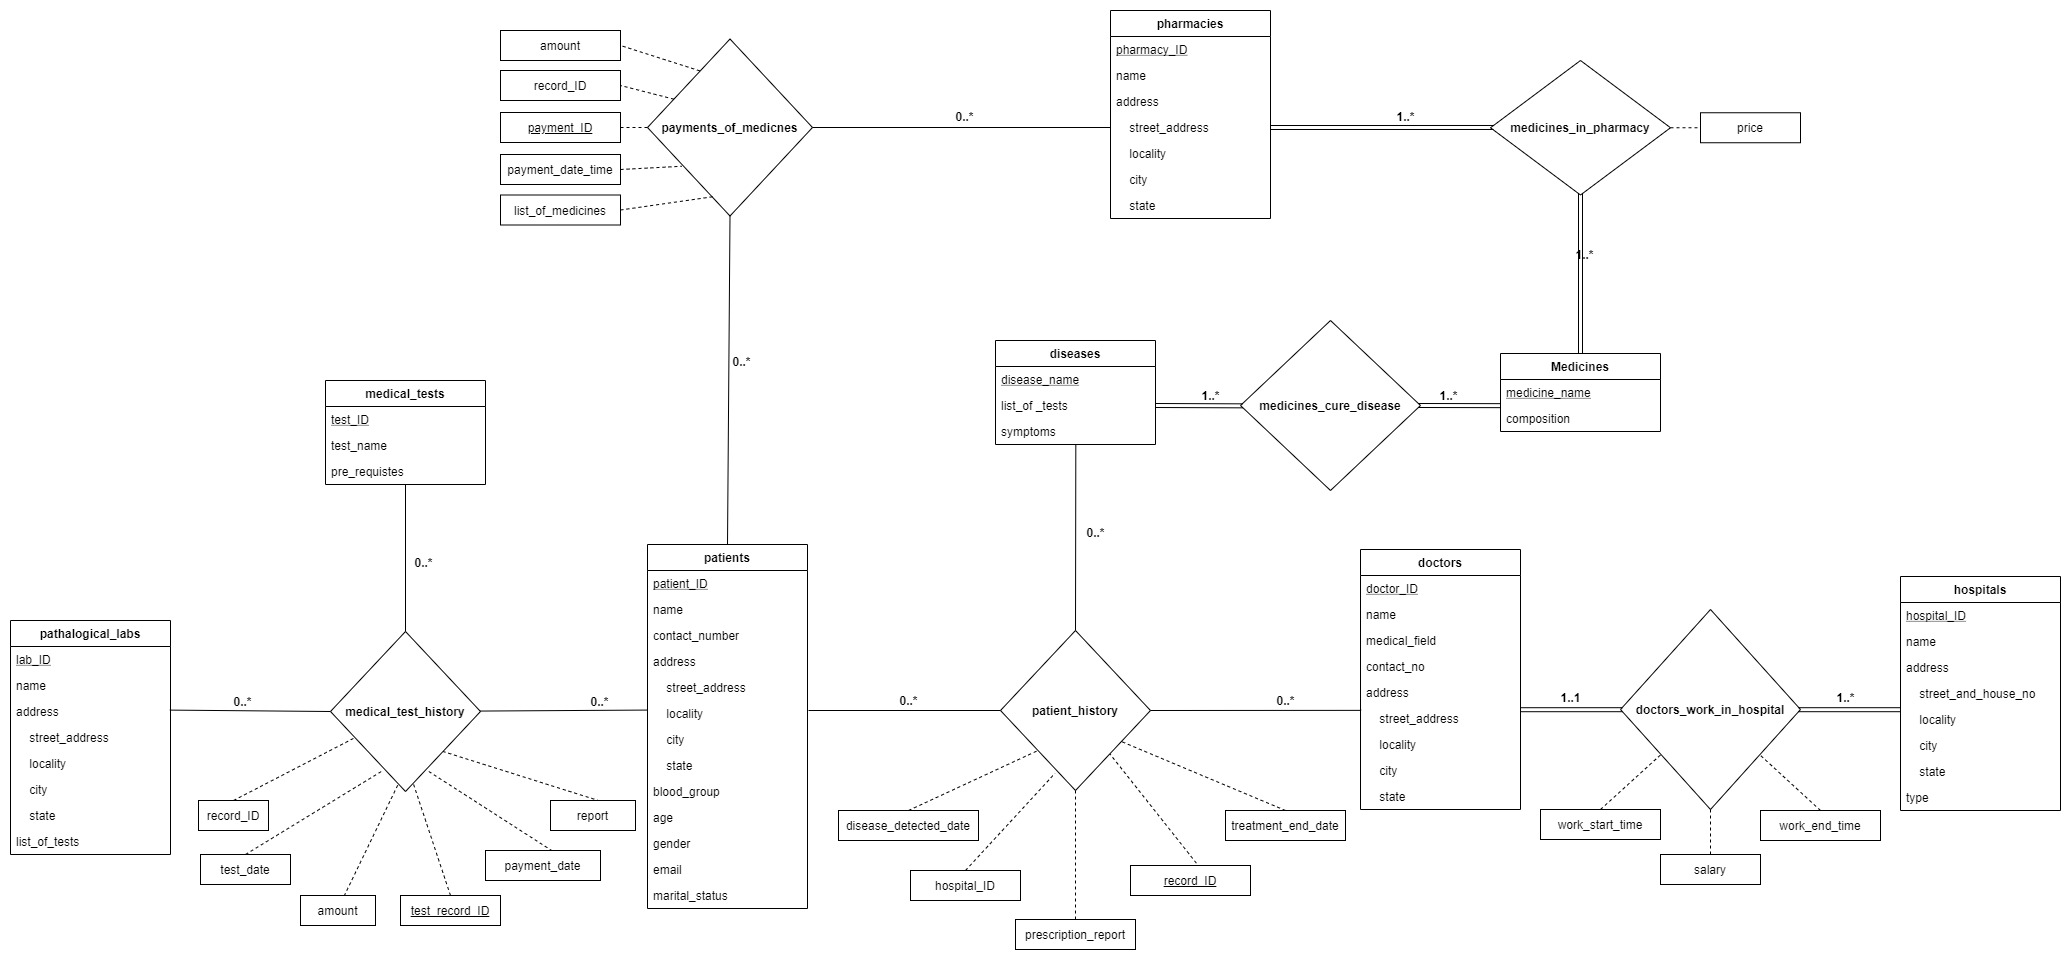 amount
record_ID
payment_ID
payment_date_time
list_of_medicines
payments_of_medicnes
0..*
pharmacies
pharmacy_ID
name
address
street_address
locality
city
state
1..*
medicines_in_pharmacy
price
1..*
0..*
diseases
disease_name
list_of _tests
symptoms
1..*
medicines_cure_disease
1..*
Medicines
medicine_name
composition
medical_tests
test_ID
test_name
pre_requistes
0..*
0..*
pathalogical_labs
lab_ID
name
address
street_address
locality
city
state
list_of_tests
0..*
medical_test_history
0..*
record_ID
test_date
amount
test_record_ID
payment_date
report
patients
patient_ID
name
contact_number
address
street_address
locality
city
state
blood_group
age
gender
email
marital_status
0..*
patient_history
0..*
disease_detected_date
hospital_ID
prescription_report
record_ID
treatment_end_date
doctors
doctor_ID
name
medical_field
contact_no
address
street_address
locality
city
state
1..1
doctors_work_in_hospital
1..*
work_start_time
salary
work_end_time
hospitals
hospital_ID
name
address
street_and_house_no
locality
city
state
type